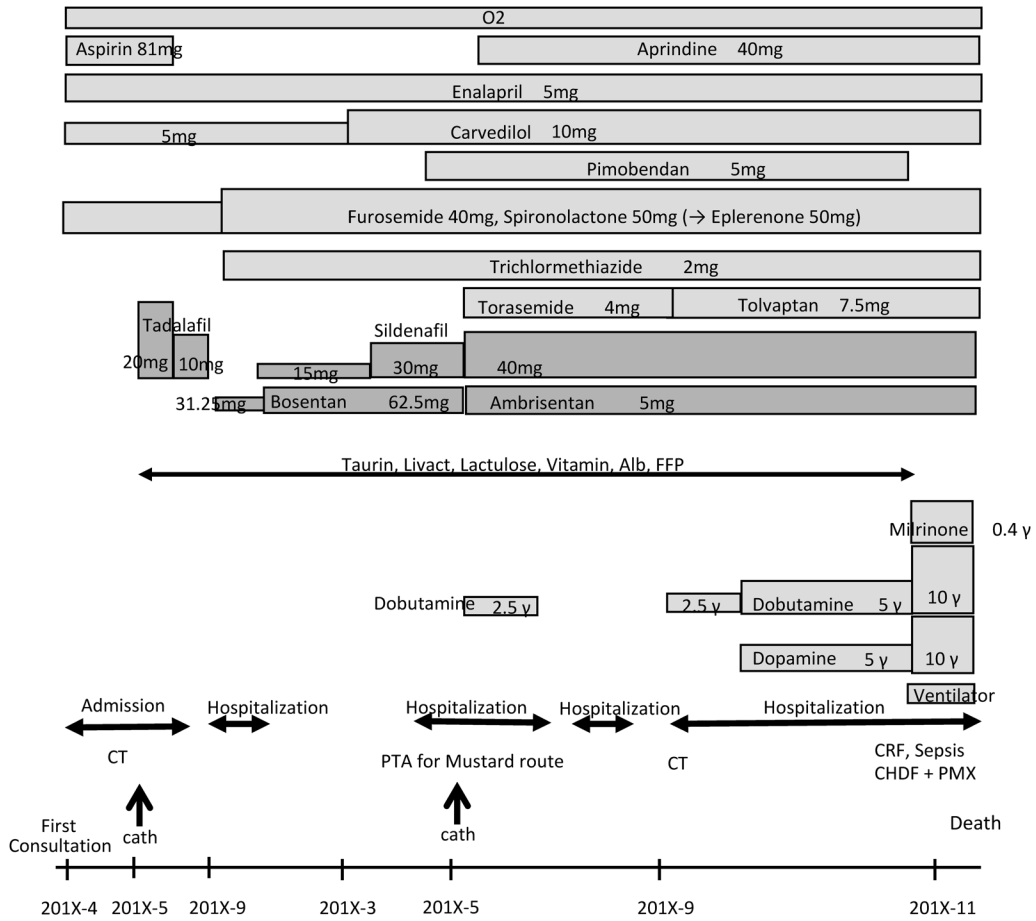 O2
Aspirin 81mg
Aprindine 40mg
Enalapril 5mg
5mg
Carvedilol 10mg
Pimobendan 5mg
Furosemide 40mg, Spironolactone 50mg (→ Eplerenone 50mg)
Trichlormethiazide 2mg
Torasemide 4mg
Tolvaptan 7.5mg
Tadalafil
20mg
10mg
Sildenafil
15mg
30mg
40mg
31.25mg
Bosentan 62.5mg
Ambrisentan 5mg
Taurin, Livact, Lactulose, Vitamin, Alb, FFP
Milrinone 0.4 γ
Dobutamine 2.5 γ
2.5 γ
Dobutamine 5 γ
10 γ
Dopamine 5 γ
10 γ
Ventilator
Admission
Hospitalization
Hospitalization
Hospitalization
Hospitalization
CT
PTA for Mustard route
CT
CRF, Sepsis
CHDF + PMX
First
Consultation
cath
cath
Death
201X-4
201X-5
201X-9
201X-3
201X-5
201X-9
201X-11